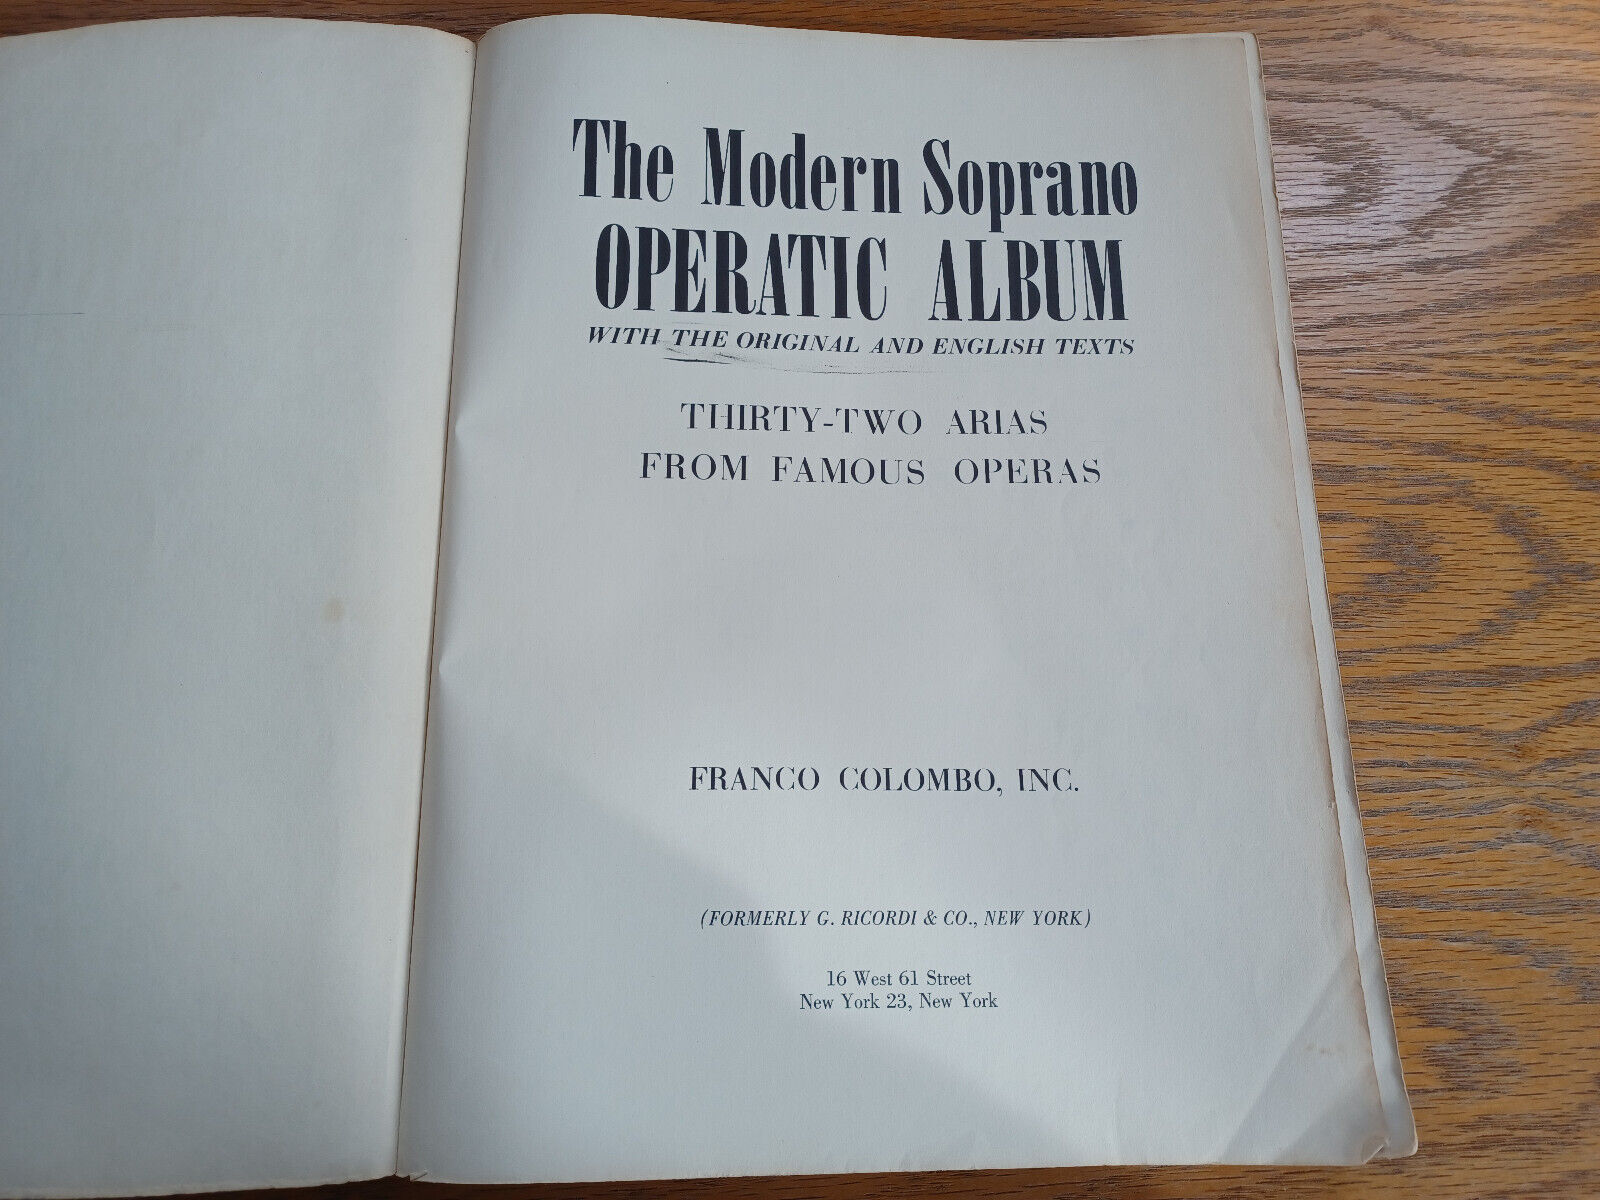 The Modern Soprano
OPERATIC ALBUM
WITH THE ORIGINAL AND ENGLISH TEXTS
THIRTY-TWO ARIAS
FROM FAMOUS OPERAS
FRANCO COLOMBO, INC.
(FORMERLY G. RICORDI & CO., NEW YORK)
16 West 61 Street
New York 23, New York